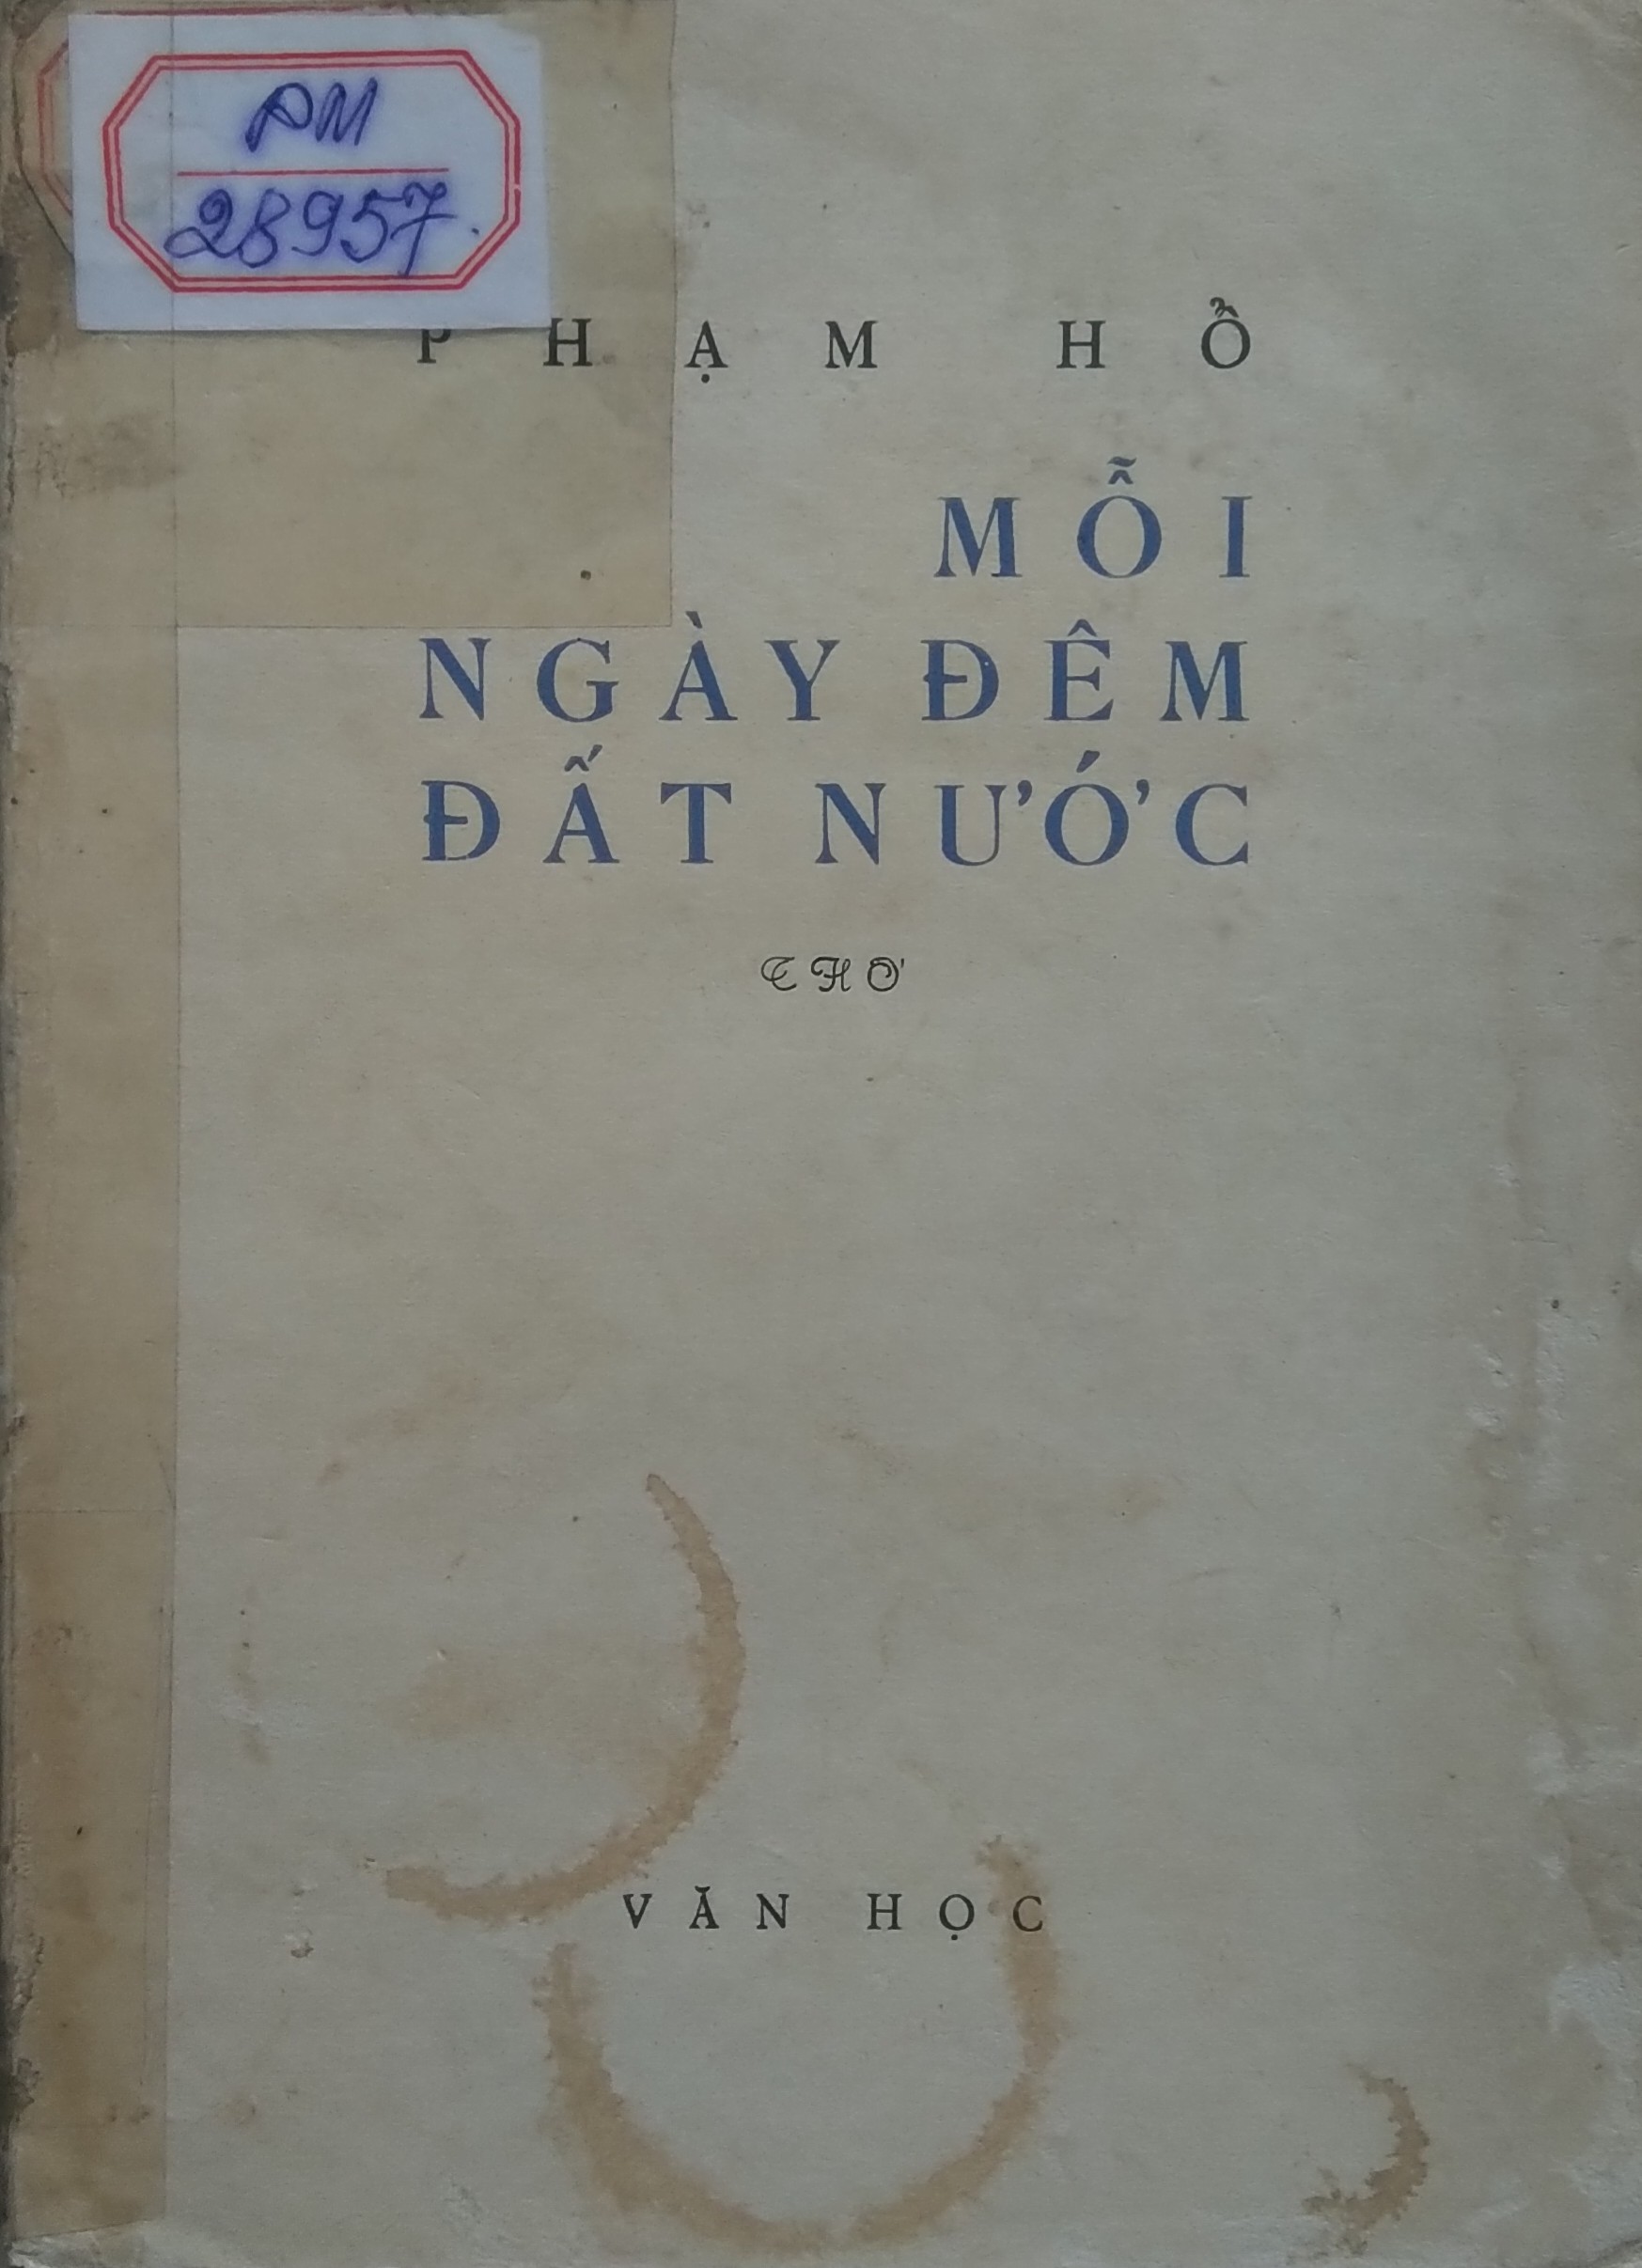 PM
28957.
PHẠM HỔ
MỖI
NGÀY ĐÊM
ĐẤT NƯỚC
THƠ
VĂN HỌC